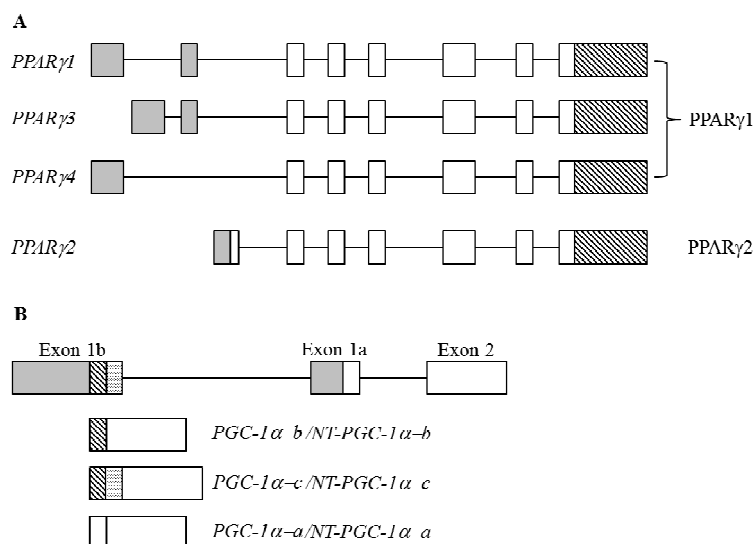 A
PPARγ1
PPARγ3
PPARγ1
PPARγ4
PPARγ2
PPARγ2
B
Exon 1b
Exon 1a
Exon 2
PGC-1α b/NT-PGC-1α–b
PGC-1α–c/NT-PGC-1α c
PGC-1α–a/NT-PGC-1α a